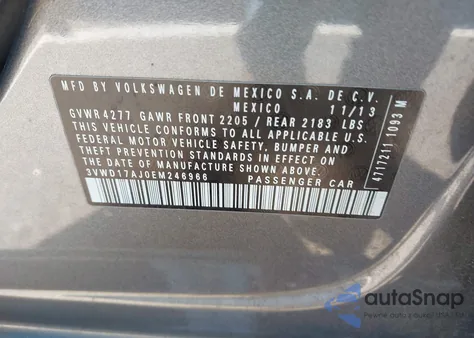 MFD BY VOLKSWAGEN DE MEXICO S.A. DE C.V.
MEXICO 11/13
GVWR 4277 GAWR FRONT 2205 / REAR 2183 LBS
THIS VEHICLE CONFORMS TO ALL APPLICABLE U.S.
FEDERAL MOTOR VEHICLE SAFETY, BUMPER AND
THEFT PREVENTION STANDARDS IN EFFECT ON
THE DATE OF MANUFACTURE SHOWN ABOVE.
3VWD17AJ0EM246966 PASSENGER CAR
4717211 1093 M
autoSnap